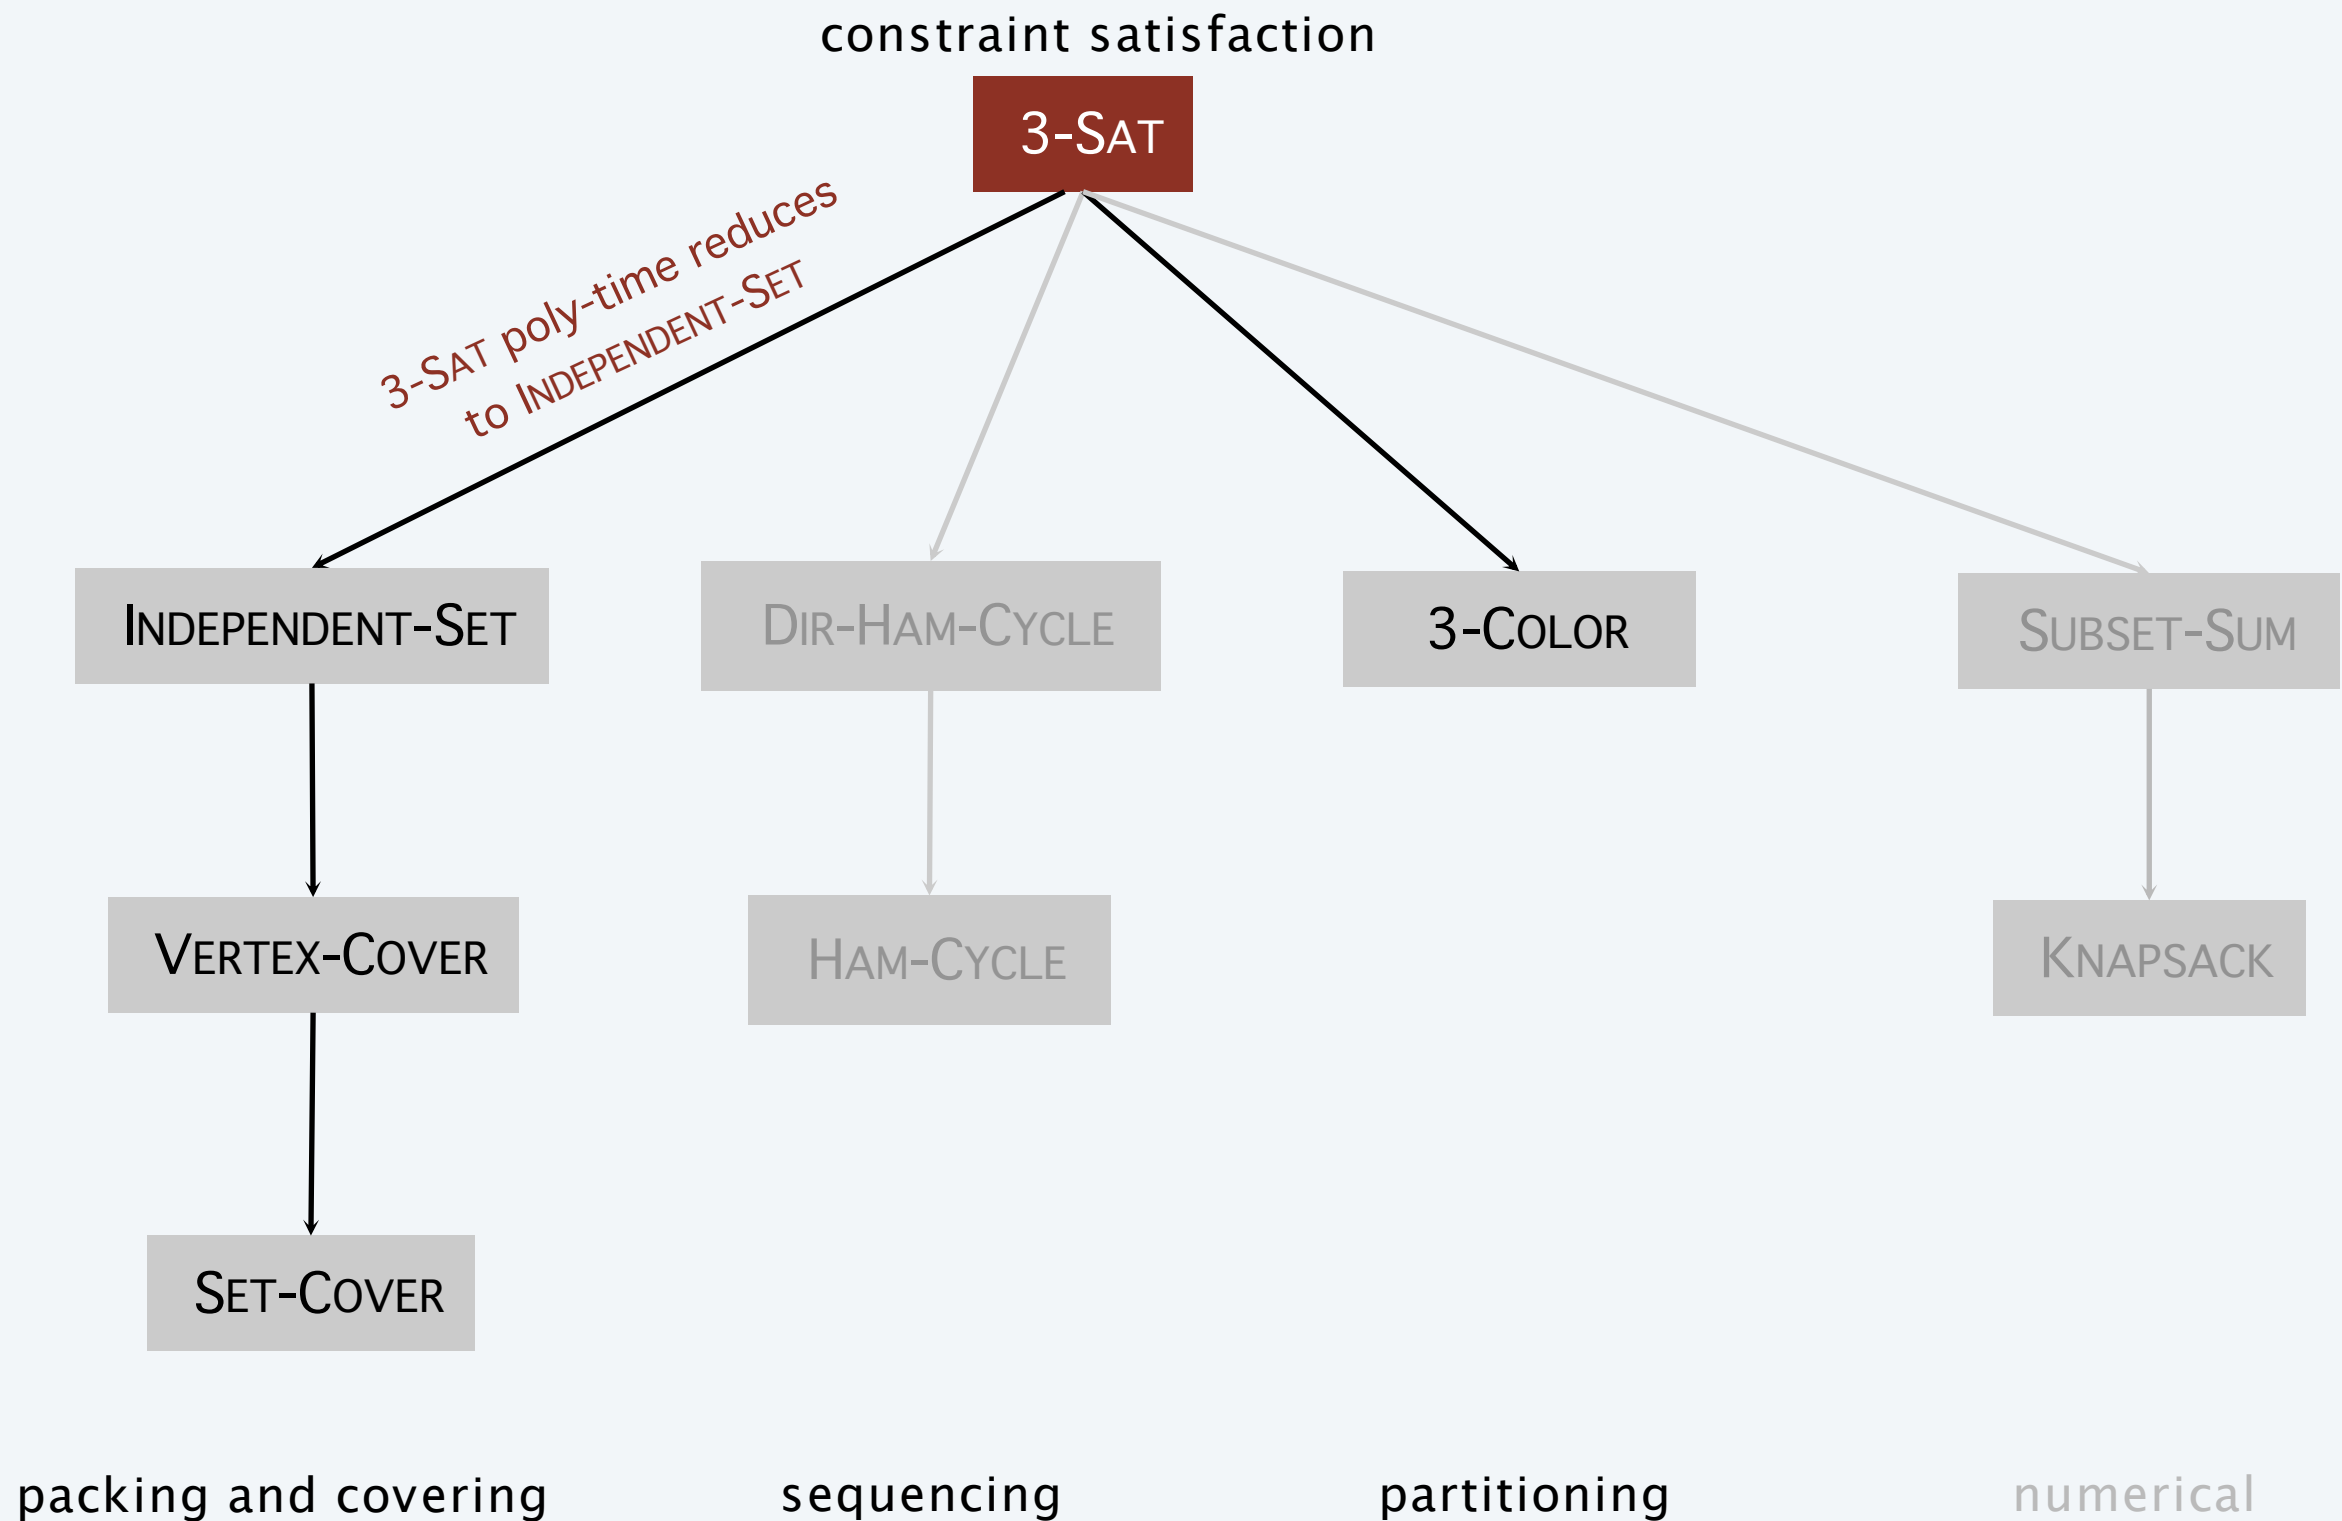 constraint satisfaction
3-SAT
3-SAT poly-time reduces
to INDEPENDENT-SET
INDEPENDENT-SET
DIR-HAM-CYCLE
3-COLOR
SUBSET-SUM
VERTEX-COVER
HAM-CYCLE
KNAPSACK
SET-COVER
packing and covering
sequencing
partitioning
numerical